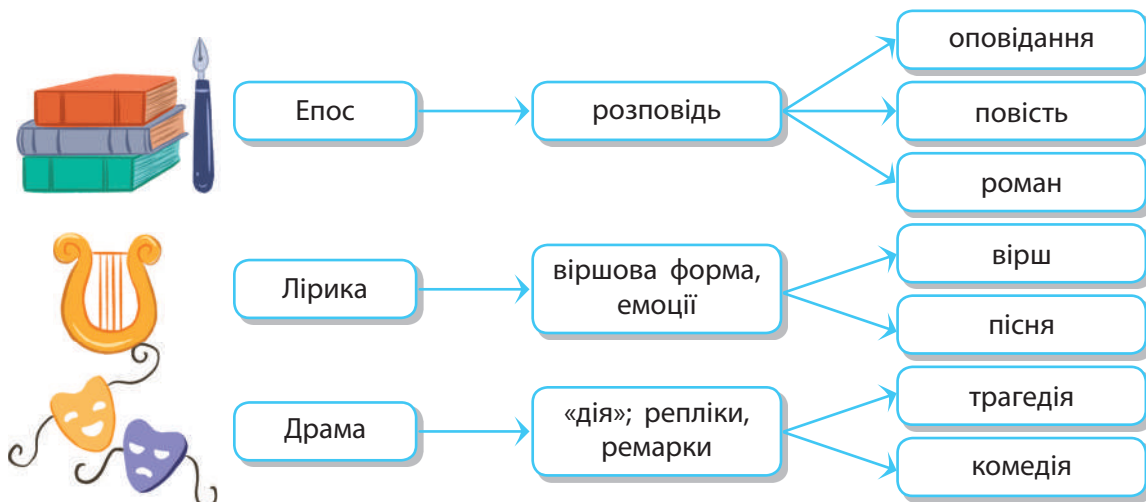 Епос
розповідь
оповідання
повість
роман
Лірика
віршова форма,
емоції
вірш
пісня
Драма
«дія»; репліки,
ремарки
трагедія
комедія